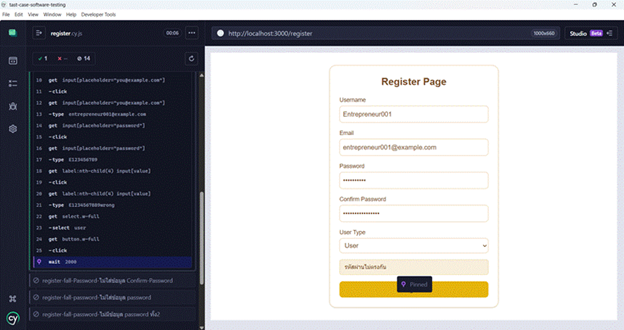 tast-case-software-testing
File Edit View Window Help Developer Tools
register.cy.js
00:06
1
--
14
http://localhost:3000/register
1000x660
Studio Beta
10 get input[placeholder="you@example.com"]
11 -click
12 get input[placeholder="you@example.com"]
13 -type entrepreneur001@example.com
14 get input[placeholder="password"]
15 -click
16 get input[placeholder="password"]
17 -type E123456789
18 get label:nth-child(4) input[value]
19 -click
20 get label:nth-child(4) input[value]
21 -type E123456789Wrong
22 get select.w-full
23 -select user
24 get button.w-full
25 -click
wait 2000
register-fall-Password-ไม่ใส่ข้อมูล Confirm-Password
register-fall-password-ไม่ใส่ข้อมูล password
register-fall-password-ไม่มีข้อมูล password ทั้ง2
cy
Register Page
Username
Entrepreneur001
Email
entrepreneur001@example.com
Password
Confirm Password
User Type
User
รหัสผ่านไม่ตรงกัน
Pinned